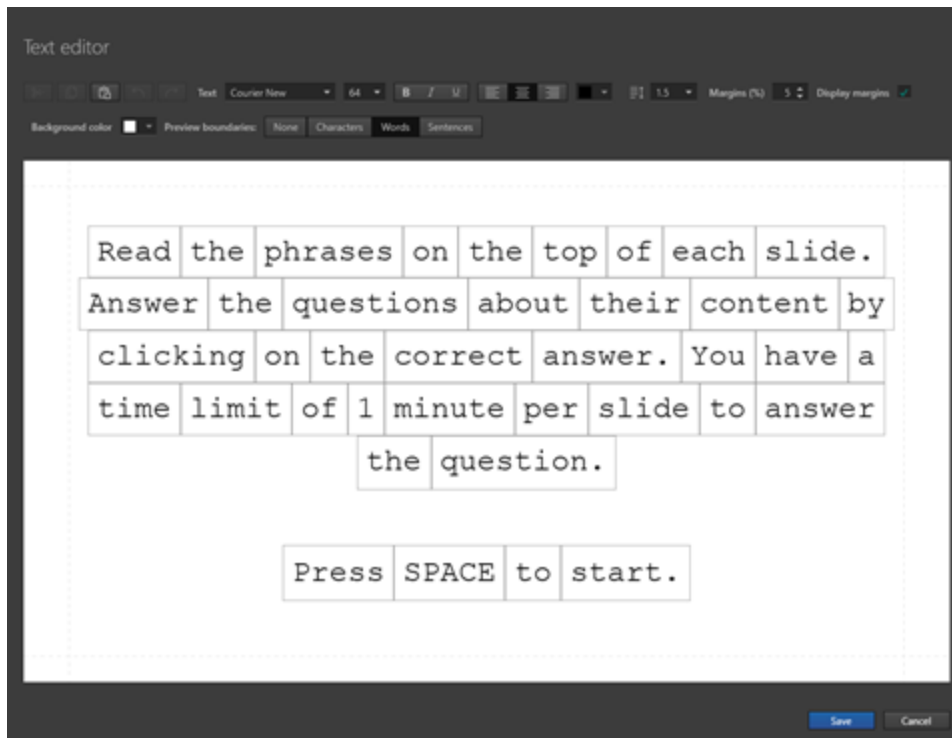 Text editor
Text Courier New 64 B I U 1.5 Margins (%) 5 Display margins
Background color Preview boundaries: None Characters Words Sentences
Read the phrases on the top of each slide.
Answer the questions about their content by
clicking on the correct answer. You have a
time limit of 1 minute per slide to answer
the question.
Press SPACE to start.
Save Cancel